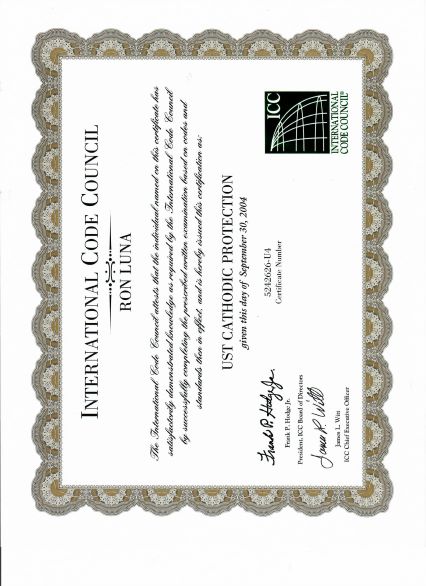 INTERNATIONAL CODE COUNCIL
RON LUNA
The International Code Council attests that the individual named on this certificate has
satisfactorily demonstrated knowledge as required by the International Code Council
by successfully completing the prescribed written examination based on codes and
standards then in effect, and is hereby issued this certification as:
UST CATHODIC PROTECTION
given this day of September 30, 2004
Frank P. Hodge Jr.
Frank P. Hodge Jr.
President, ICC Board of Directors
James L. Witt
James L. Witt
ICC Chief Executive Officer
5242626-U4
Certificate Number
ICC
INTERNATIONAL
CODE COUNCIL®